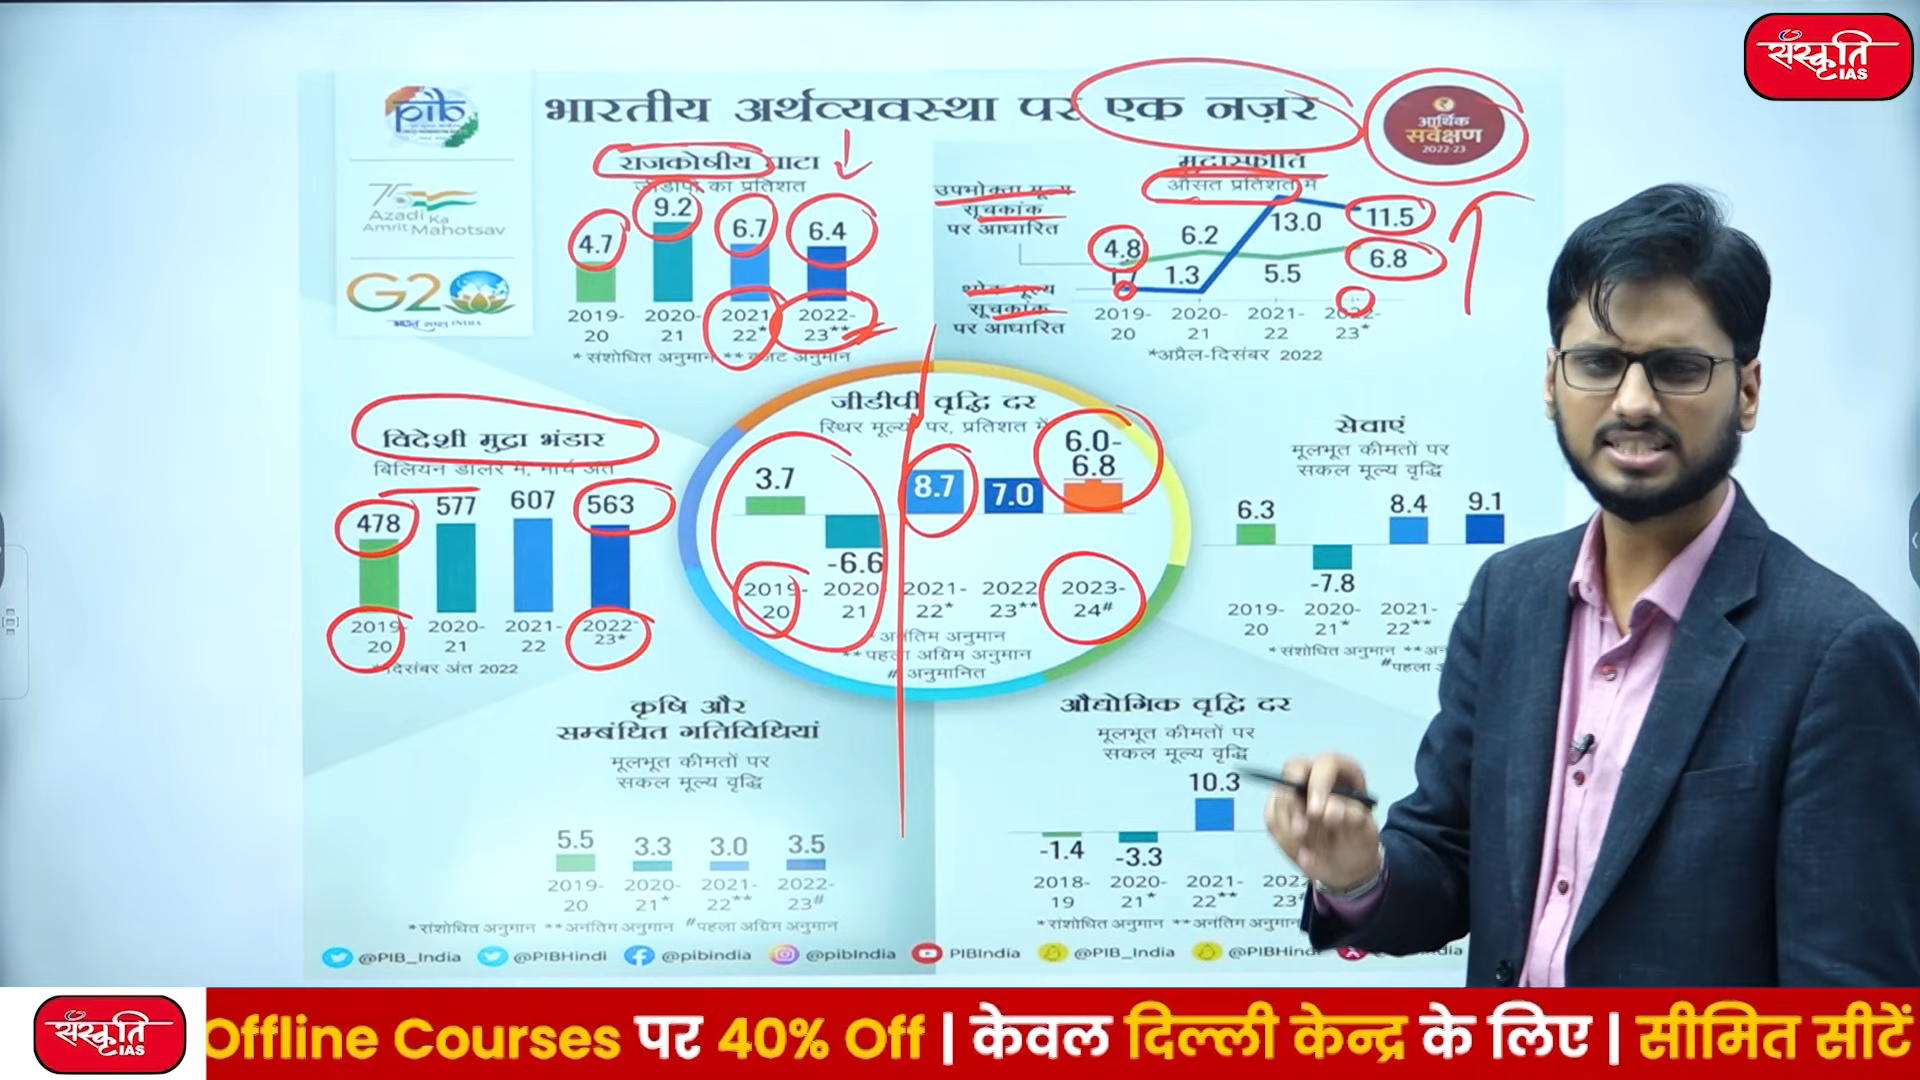 संस्कृति
IAS
pib
भारतीय अर्थव्यवस्था पर एक नज़र
आर्थिक
सर्वेक्षण
2022-23
75
Azadi Ka
Amrit Mahotsav
G20
राजकोषीय घाटा
जीडीपी का प्रतिशत
4.7 9.2 6.7 6.4
2019-20 2020-21 2021-22* 2022-23**
*संशोधित अनुमान **बजट अनुमान
मुद्रास्फीति
औसत प्रतिशत में
उपभोक्ता मूल्य
सूचकांक
पर आधारित
थोक मूल्य
सूचकांक
पर आधारित
4.8 6.2 13.0 11.5
1.7 1.3 5.5 6.8
2019-20 2020-21 2021-22 2022-23*
*अप्रैल-दिसंबर 2022
विदेशी मुद्रा भंडार
बिलियन डॉलर में, मार्च अंत
478 577 607 563
2019-20 2020-21 2021-22 2022-23*
*दिसंबर अंत 2022
जीडीपी वृद्धि दर
स्थिर मूल्यों पर, प्रतिशत में
3.7 -6.6 8.7 7.0 6.0-6.8
2019-20 2020-21 2021-22* 2022-23** 2023-24#
*अनंतिम अनुमान
**पहला अग्रिम अनुमान
# अनुमानित
सेवाएं
मूलभूत कीमतों पर
सकल मूल्य वृद्धि
6.3 -7.8 8.4 9.1
2019-20 2020-21* 2021-22**
*संशोधित अनुमान
#पहला
कृषि और
सम्बंधित गतिविधियां
मूलभूत कीमतों पर
सकल मूल्य वृद्धि
5.5 3.3 3.0 3.5
2019-20 2020-21* 2021-22** 2022-23#
*संशोधित अनुमान **अनंतिम अनुमान #पहला अग्रिम अनुमान
औद्योगिक वृद्धि दर
मूलभूत कीमतों पर
सकल मूल्य वृद्धि
-1.4 -3.3 10.3
2018-19 2020-21* 2021-22**
*संशोधित अनुमान **अनंतिम अनुमान
@PIB_India @PIBHindi @pibindia @pibIndia PIBIndia @PIB_India @PIBHindi
संस्कृति
IAS
Offline Courses पर 40% Off | केवल दिल्ली केन्द्र के लिए | सीमित सीटें